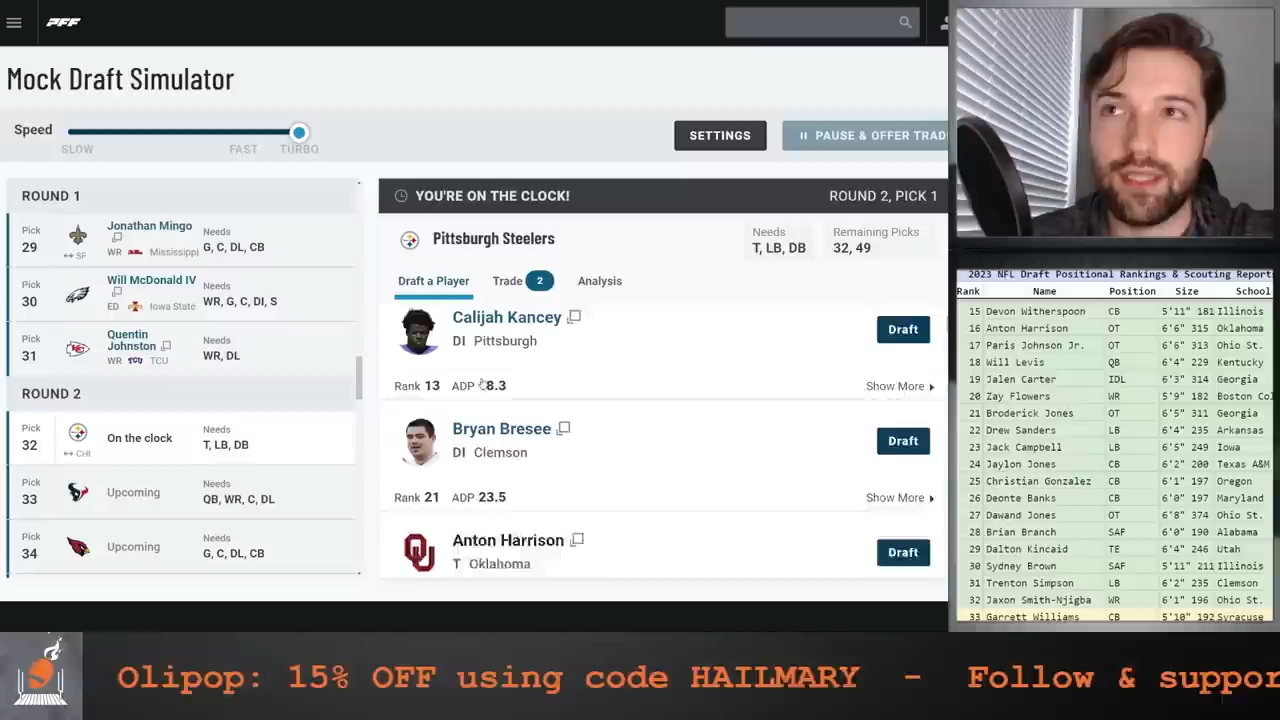 PFF
Mock Draft Simulator
Speed
SLOW
FAST
TURBO
SETTINGS
PAUSE & OFFER TRAD
ROUND 1
Pick
29
↔ SF
Jonathan Mingo
WR Mississippi
Needs
G, C, DL, CB
Pick
30
Will McDonald IV
ED Iowa State
Needs
WR, G, C, DI, S
Pick
31
Quentin
Johnston
WR TCU TCU
Needs
WR, DL
ROUND 2
Pick
32
↔ CHI
On the clock
Needs
T, LB, DB
Pick
33
Upcoming
Needs
QB, WR, C, DL
Pick
34
Upcoming
Needs
G, C, DL, CB
YOU'RE ON THE CLOCK!
ROUND 2, PICK 1
Pittsburgh Steelers
Needs
T, LB, DB
Remaining Picks
32, 49
Draft a Player
Trade 2
Analysis
Calijah Kancey
DI Pittsburgh
Draft
Rank 13 ADP 8.3
Show More
Bryan Bresee
DI Clemson
Draft
Rank 21 ADP 23.5
Show More
Anton Harrison
T Oklahoma
Draft
2023 NFL Draft Positional Rankings & Scouting Report
Rank Name Position Size School
15 Devon Witherspoon CB 5'11" 181 Illinois
16 Anton Harrison OT 6'6" 315 Oklahoma
17 Paris Johnson Jr. OT 6'6" 313 Ohio St.
18 Will Levis QB 6'4" 229 Kentucky
19 Jalen Carter IDL 6'3" 314 Georgia
20 Zay Flowers WR 5'9" 182 Boston Col
21 Broderick Jones OT 6'5" 311 Georgia
22 Drew Sanders LB 6'4" 235 Arkansas
23 Jack Campbell LB 6'5" 249 Iowa
24 Jaylon Jones CB 6'2" 200 Texas A&M
25 Christian Gonzalez CB 6'1" 197 Oregon
26 Deonte Banks CB 6'0" 197 Maryland
27 Dawand Jones OT 6'8" 374 Ohio St.
28 Brian Branch SAF 6'0" 190 Alabama
29 Dalton Kincaid TE 6'4" 246 Utah
30 Sydney Brown SAF 5'11" 211 Illinois
31 Trenton Simpson LB 6'2" 235 Clemson
32 Jaxon Smith-Njigba WR 6'1" 196 Ohio St.
33 Garrett Williams CB 5'10" 192 Syracuse
Olipop: 15% OFF using code HAILMARY - Follow & suppor